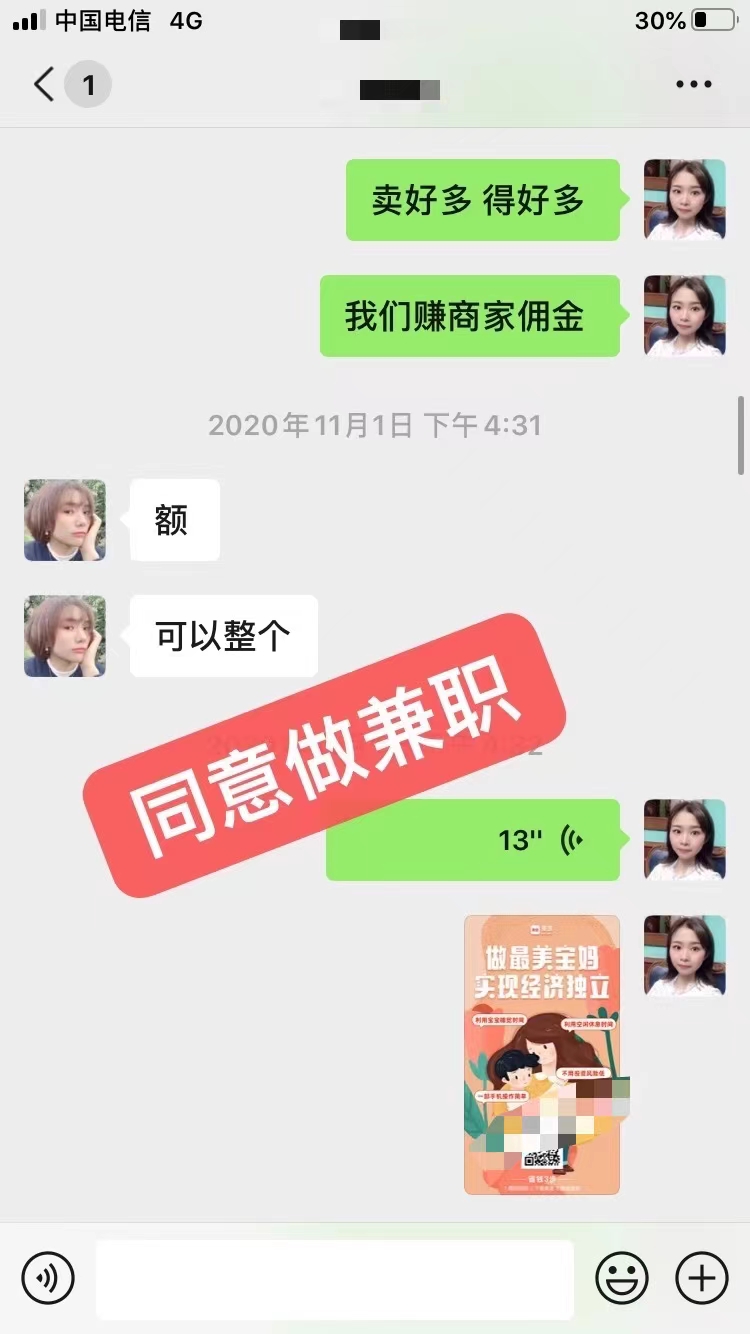 中国电信 4G
30%
1
卖好多 得好多
我们赚商家佣金
2020年11月1日 下午4:31
额
可以整个
同意做兼职
13"
做最美宝妈
实现经济独立
利用宝宝睡觉时间
利用空闲休息时间
不用投资风险低
一部手机操作简单